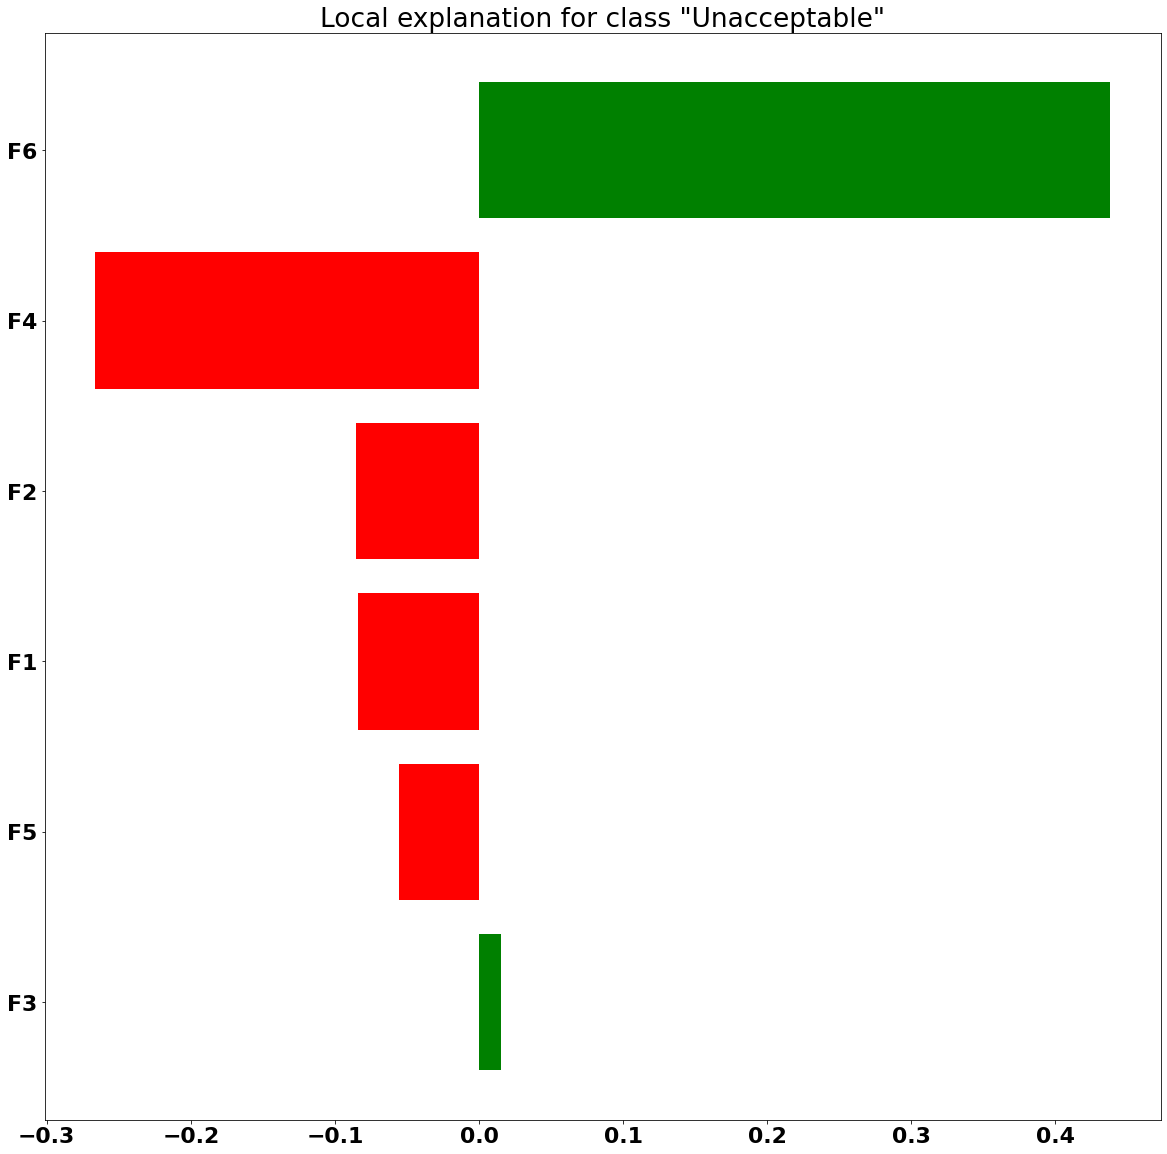 Local explanation for class "Unacceptable"
F6
F4
F2
F1
F5
F3
−0.3 −0.2 −0.1 0.0 0.1 0.2 0.3 0.4